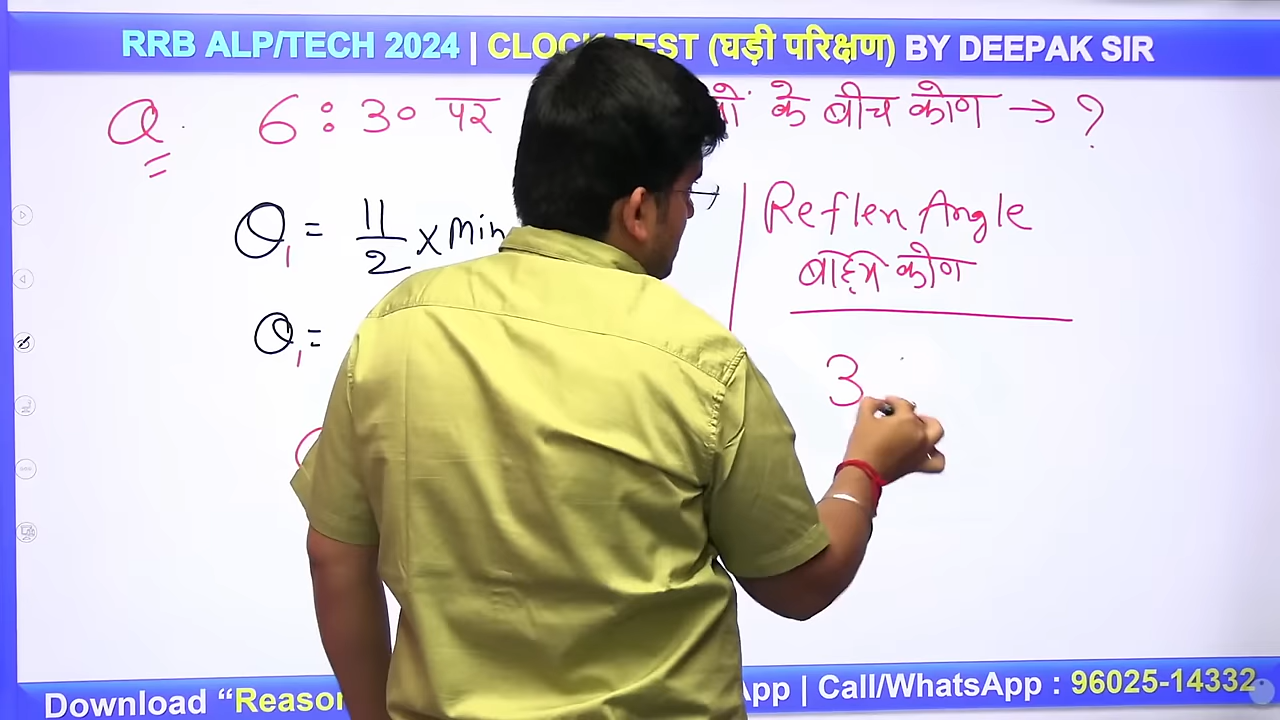 RRB ALP/TECH 2024 | CLOCK TEST (घड़ी परिक्षण) BY DEEPAK SIR
Q 6:30 पर के बीच कोण → ?
θ1 = 11/2 × Min
Reflen Angle
बाह्य कोण
θ1 =
3
Download “Reason App | Call/WhatsApp : 96025-14332